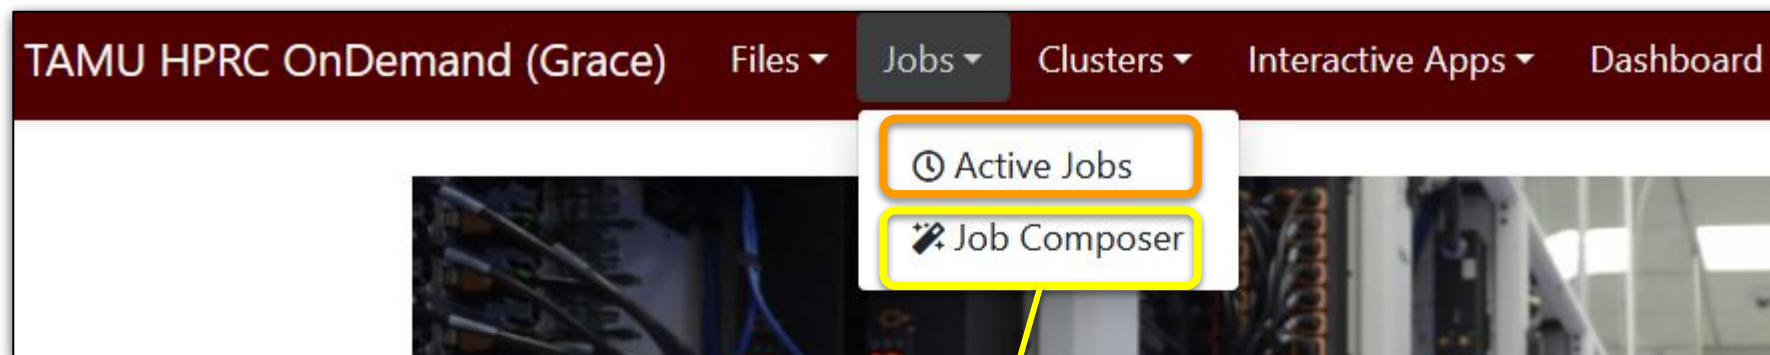 TAMU HPRC OnDemand (Grace) Files Jobs Clusters Interactive Apps Dashboard
Active Jobs
Job Composer